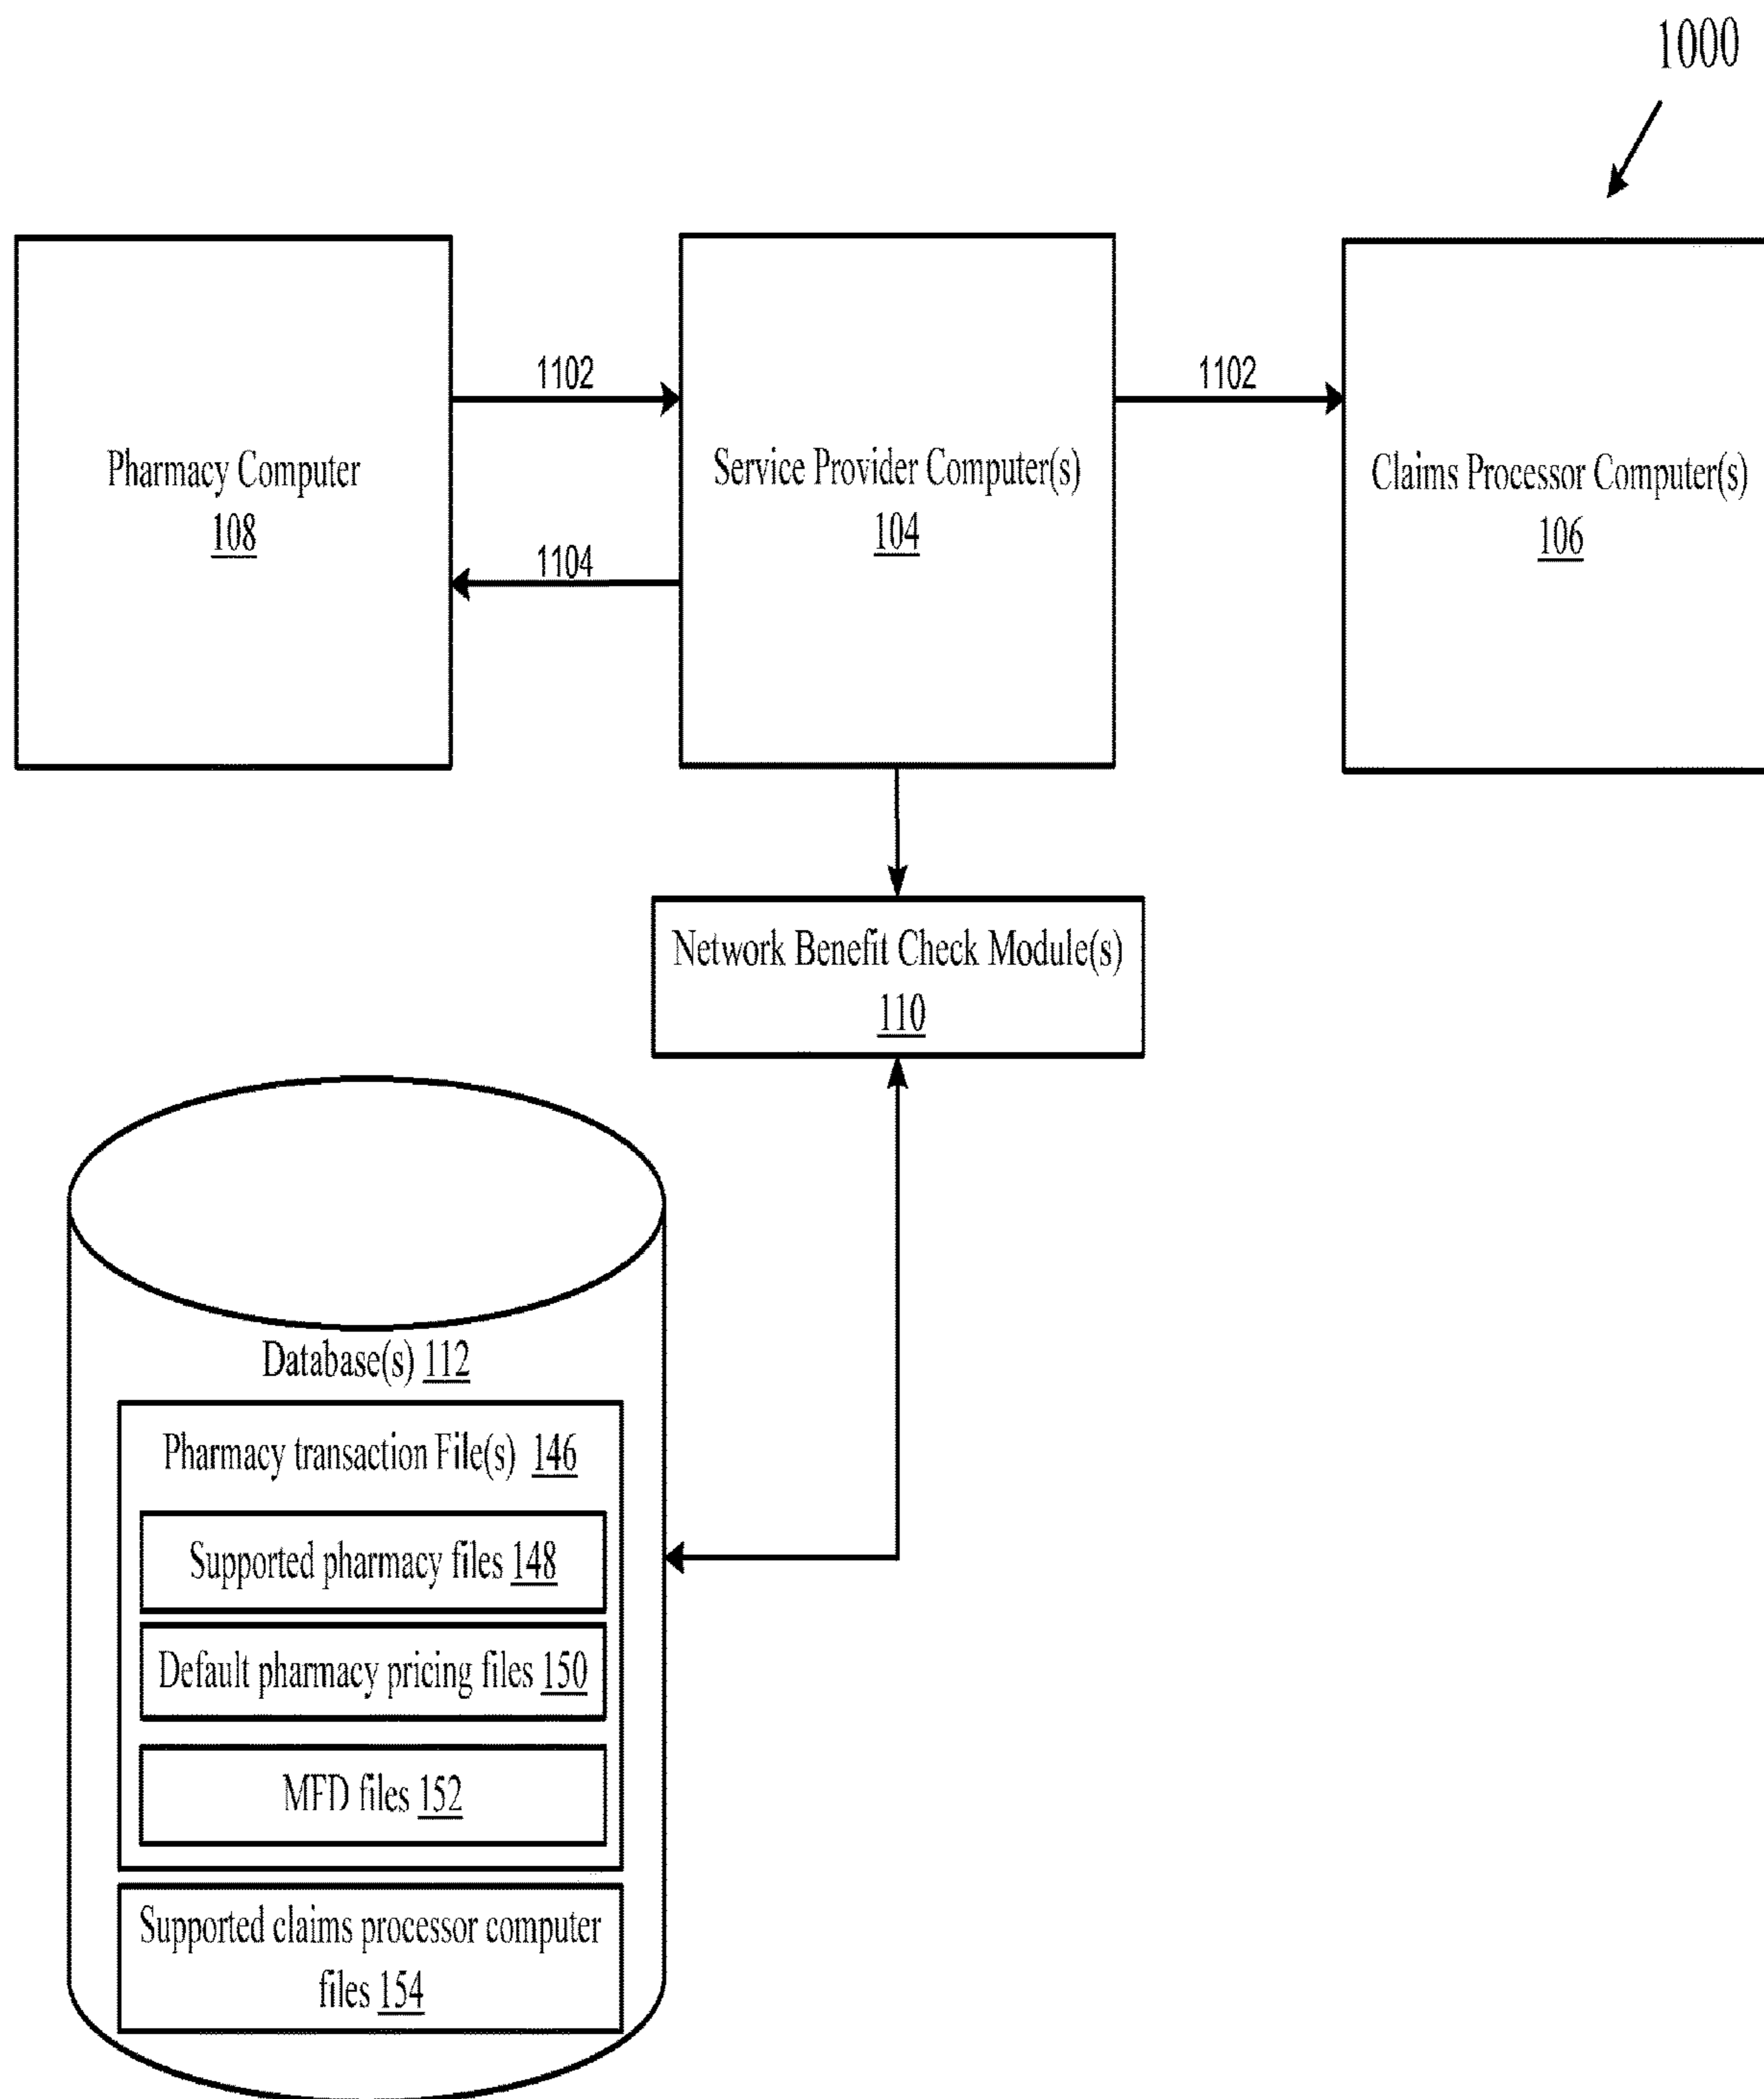 1000
1102
1102
Pharmacy Computer
108
Service Provider Computer(s)
104
Claims Processor Computer(s)
106
1104
Network Benefit Check Module(s)
110
Database(s) 112
Pharmacy transaction File(s) 146
Supported pharmacy files 148
Default pharmacy pricing files 150
MFD files 152
Supported claims processor computer
files 154